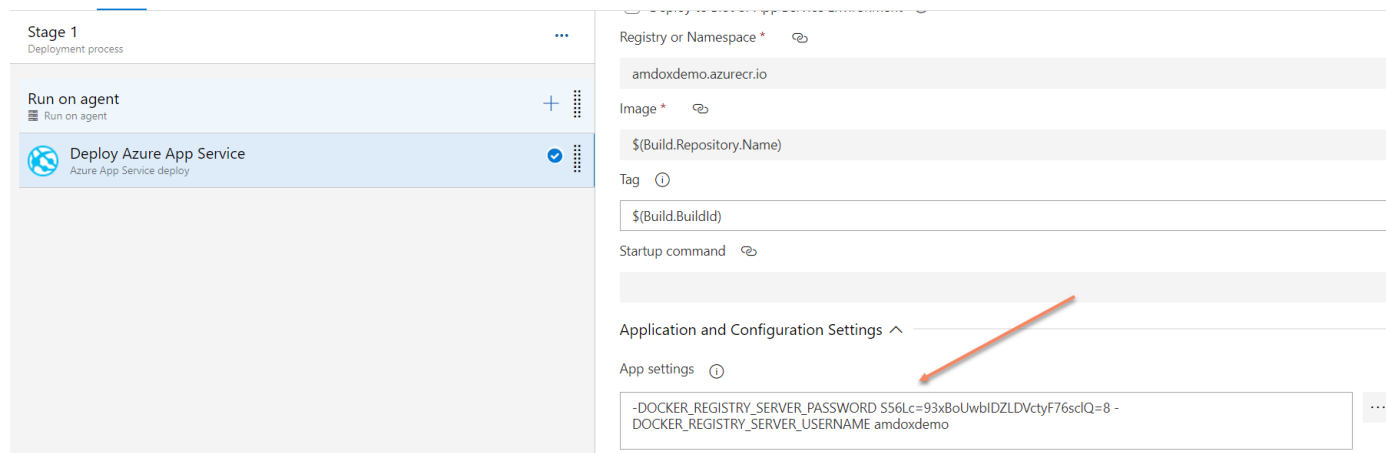 Stage 1
Deployment process
Run on agent
Run on agent
Deploy Azure App Service
Azure App Service deploy
Registry or Namespace *
amdoxdemo.azurecr.io
Image *
$(Build.Repository.Name)
Tag
$(Build.BuildId)
Startup command
Application and Configuration Settings
App settings
-DOCKER_REGISTRY_SERVER_PASSWORD S56Lc=93xBoUwbIDZLDVctyF76sclQ=8 -
DOCKER_REGISTRY_SERVER_USERNAME amdoxdemo